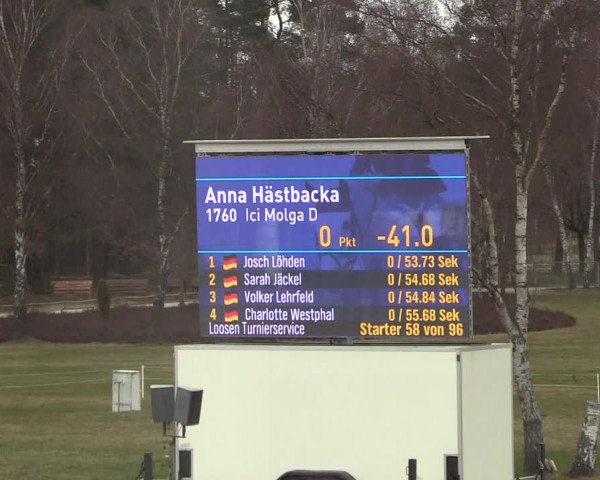 Anna Hästbacka
1760 Ici Molga D
0 Pkt -41.0
1 Josch Löhden 0 / 53.73 Sek
2 Sarah Jäckel 0 / 54.68 Sek
3 Volker Lehrfeld 0 / 54.84 Sek
4 Charlotte Westphal 0 / 55.68 Sek
Loosen Turnierservice Starter 58 von 96